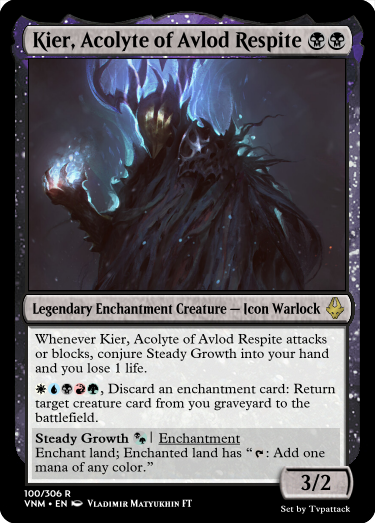 Kier, Acolyte of Avlod Respite
Legendary Enchantment Creature — Icon Warlock
Whenever Kier, Acolyte of Avlod Respite attacks
or blocks, conjure Steady Growth into your hand
and you lose 1 life.
, Discard an enchantment card: Return
target creature card from you graveyard to the
battlefield.
Steady Growth | Enchantment
Enchant land; Enchanted land has “ : Add one
mana of any color.”
3/2
100/306 R
VNM • EN Vladimir Matyukhin FT
Set by Tvpattack